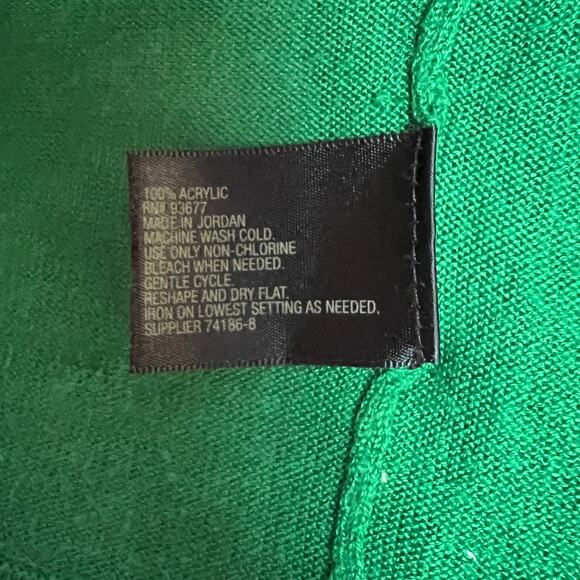 100% ACRYLIC
RN# 93677
MADE IN JORDAN
MACHINE WASH COLD.
USE ONLY NON-CHLORINE
BLEACH WHEN NEEDED.
GENTLE CYCLE.
RESHAPE AND DRY FLAT.
IRON ON LOWEST SETTING AS NEEDED,
SUPPLIER 74186-8